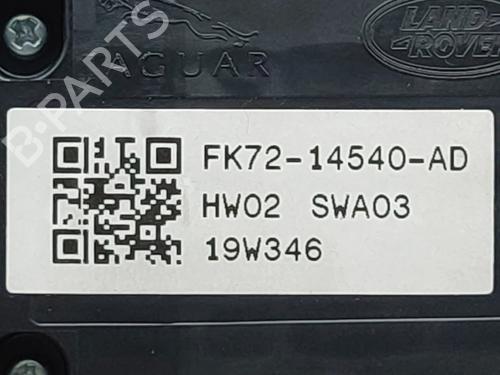 JAGUAR
LAND-
-ROVER
B-PARTS
FK72-14540-AD
HW02 SWA03
19W346